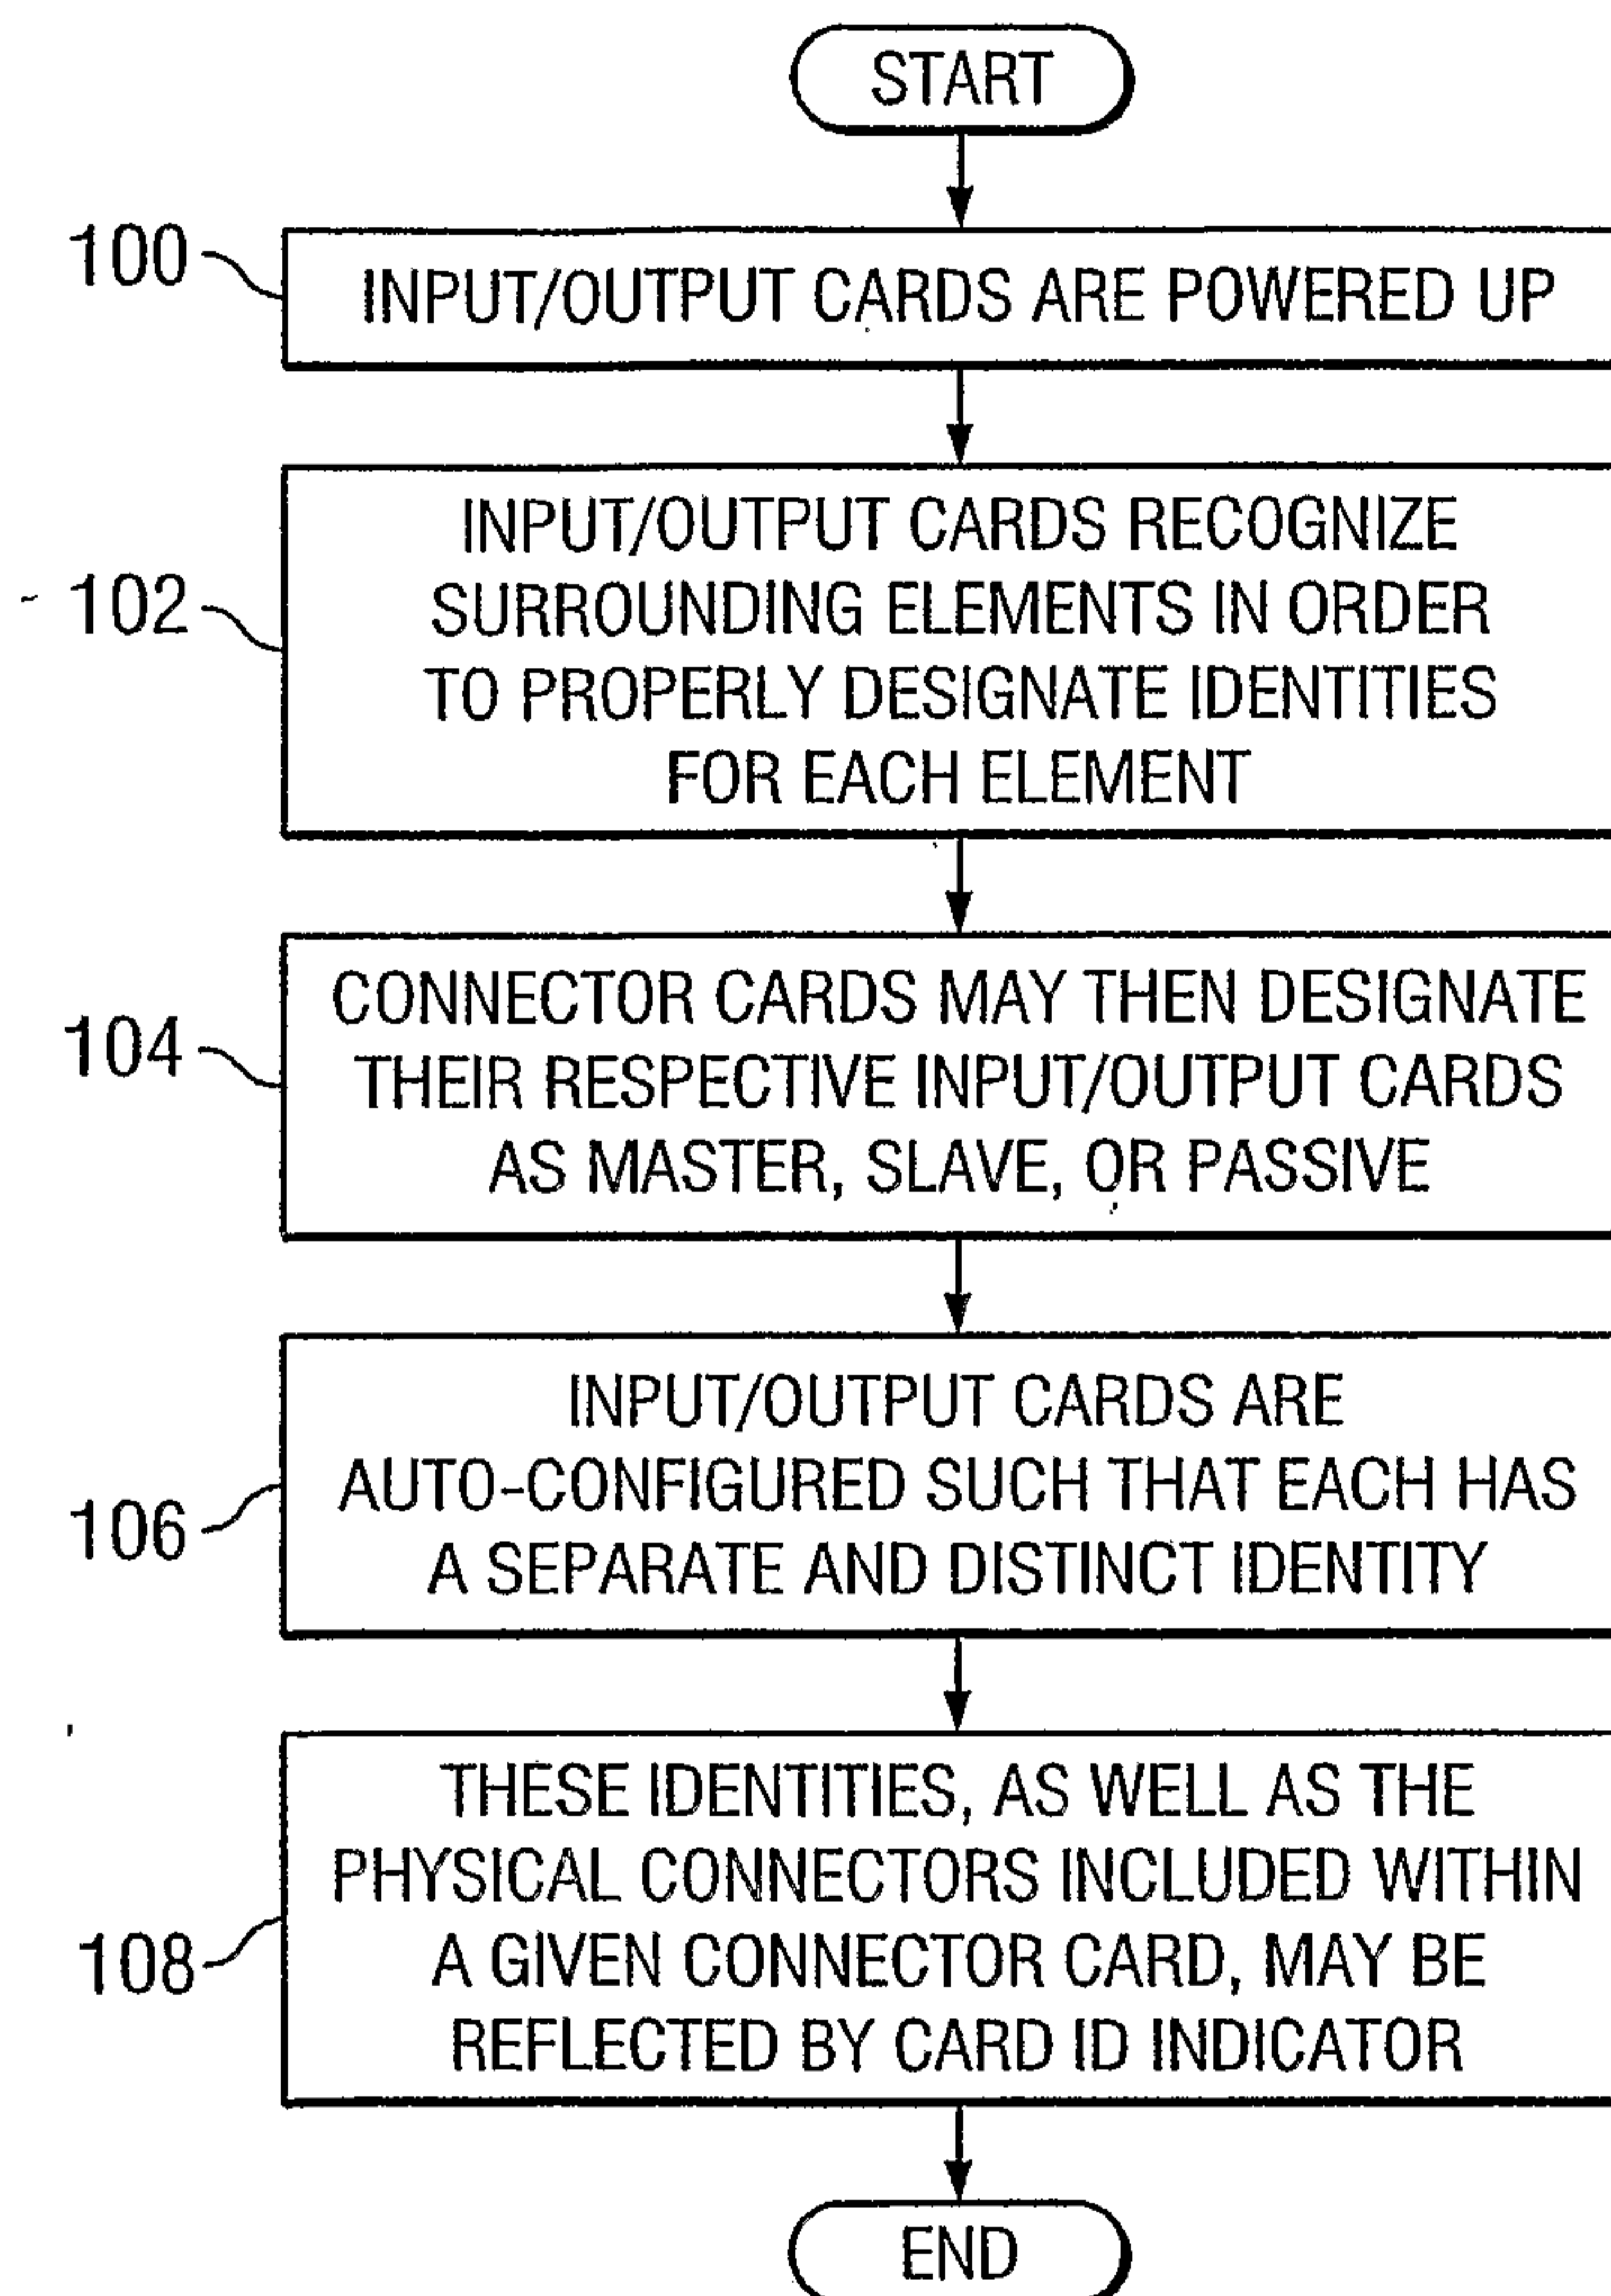 START
100
INPUT/OUTPUT CARDS ARE POWERED UP
102
INPUT/OUTPUT CARDS RECOGNIZE
SURROUNDING ELEMENTS IN ORDER
TO PROPERLY DESIGNATE IDENTITIES
FOR EACH ELEMENT
104
CONNECTOR CARDS MAY THEN DESIGNATE
THEIR RESPECTIVE INPUT/OUTPUT CARDS
AS MASTER, SLAVE, OR PASSIVE
106
INPUT/OUTPUT CARDS ARE
AUTO-CONFIGURED SUCH THAT EACH HAS
A SEPARATE AND DISTINCT IDENTITY
108
THESE IDENTITIES, AS WELL AS THE
PHYSICAL CONNECTORS INCLUDED WITHIN
A GIVEN CONNECTOR CARD, MAY BE
REFLECTED BY CARD ID INDICATOR
END